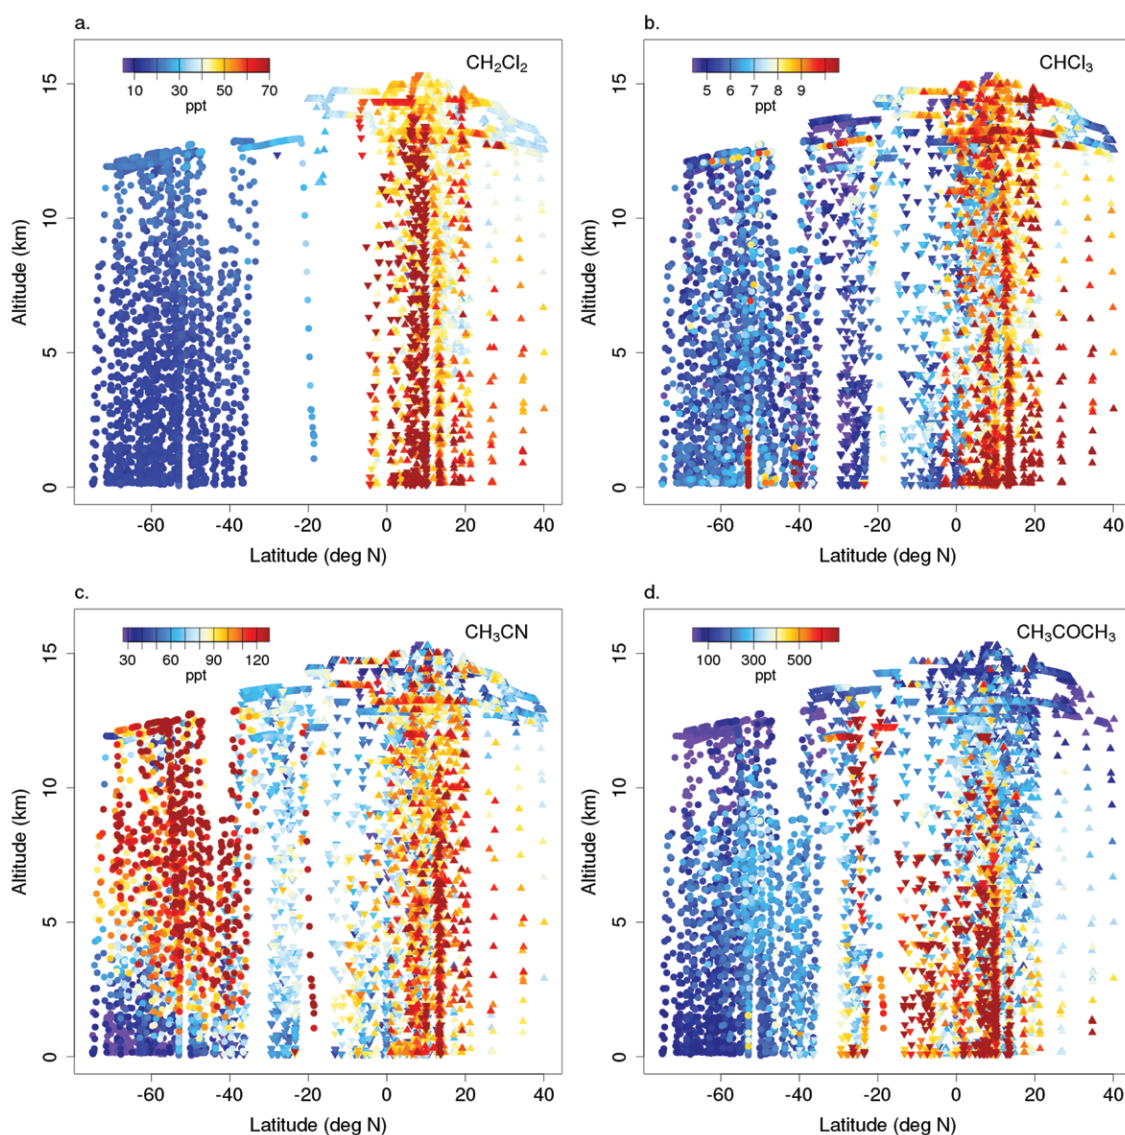 a.
CH2Cl2
10 30 50 70
ppt
15
10
5
0
Altitude (km)
-60 -40 -20 0 20 40
Latitude (deg N)
b.
CHCl3
5 6 7 8 9
ppt
15
10
5
0
Altitude (km)
-60 -40 -20 0 20 40
Latitude (deg N)
c.
CH3CN
30 60 90 120
ppt
15
10
5
0
Altitude (km)
-60 -40 -20 0 20 40
Latitude (deg N)
d.
CH3COCH3
100 300 500
ppt
15
10
5
0
Altitude (km)
-60 -40 -20 0 20 40
Latitude (deg N)